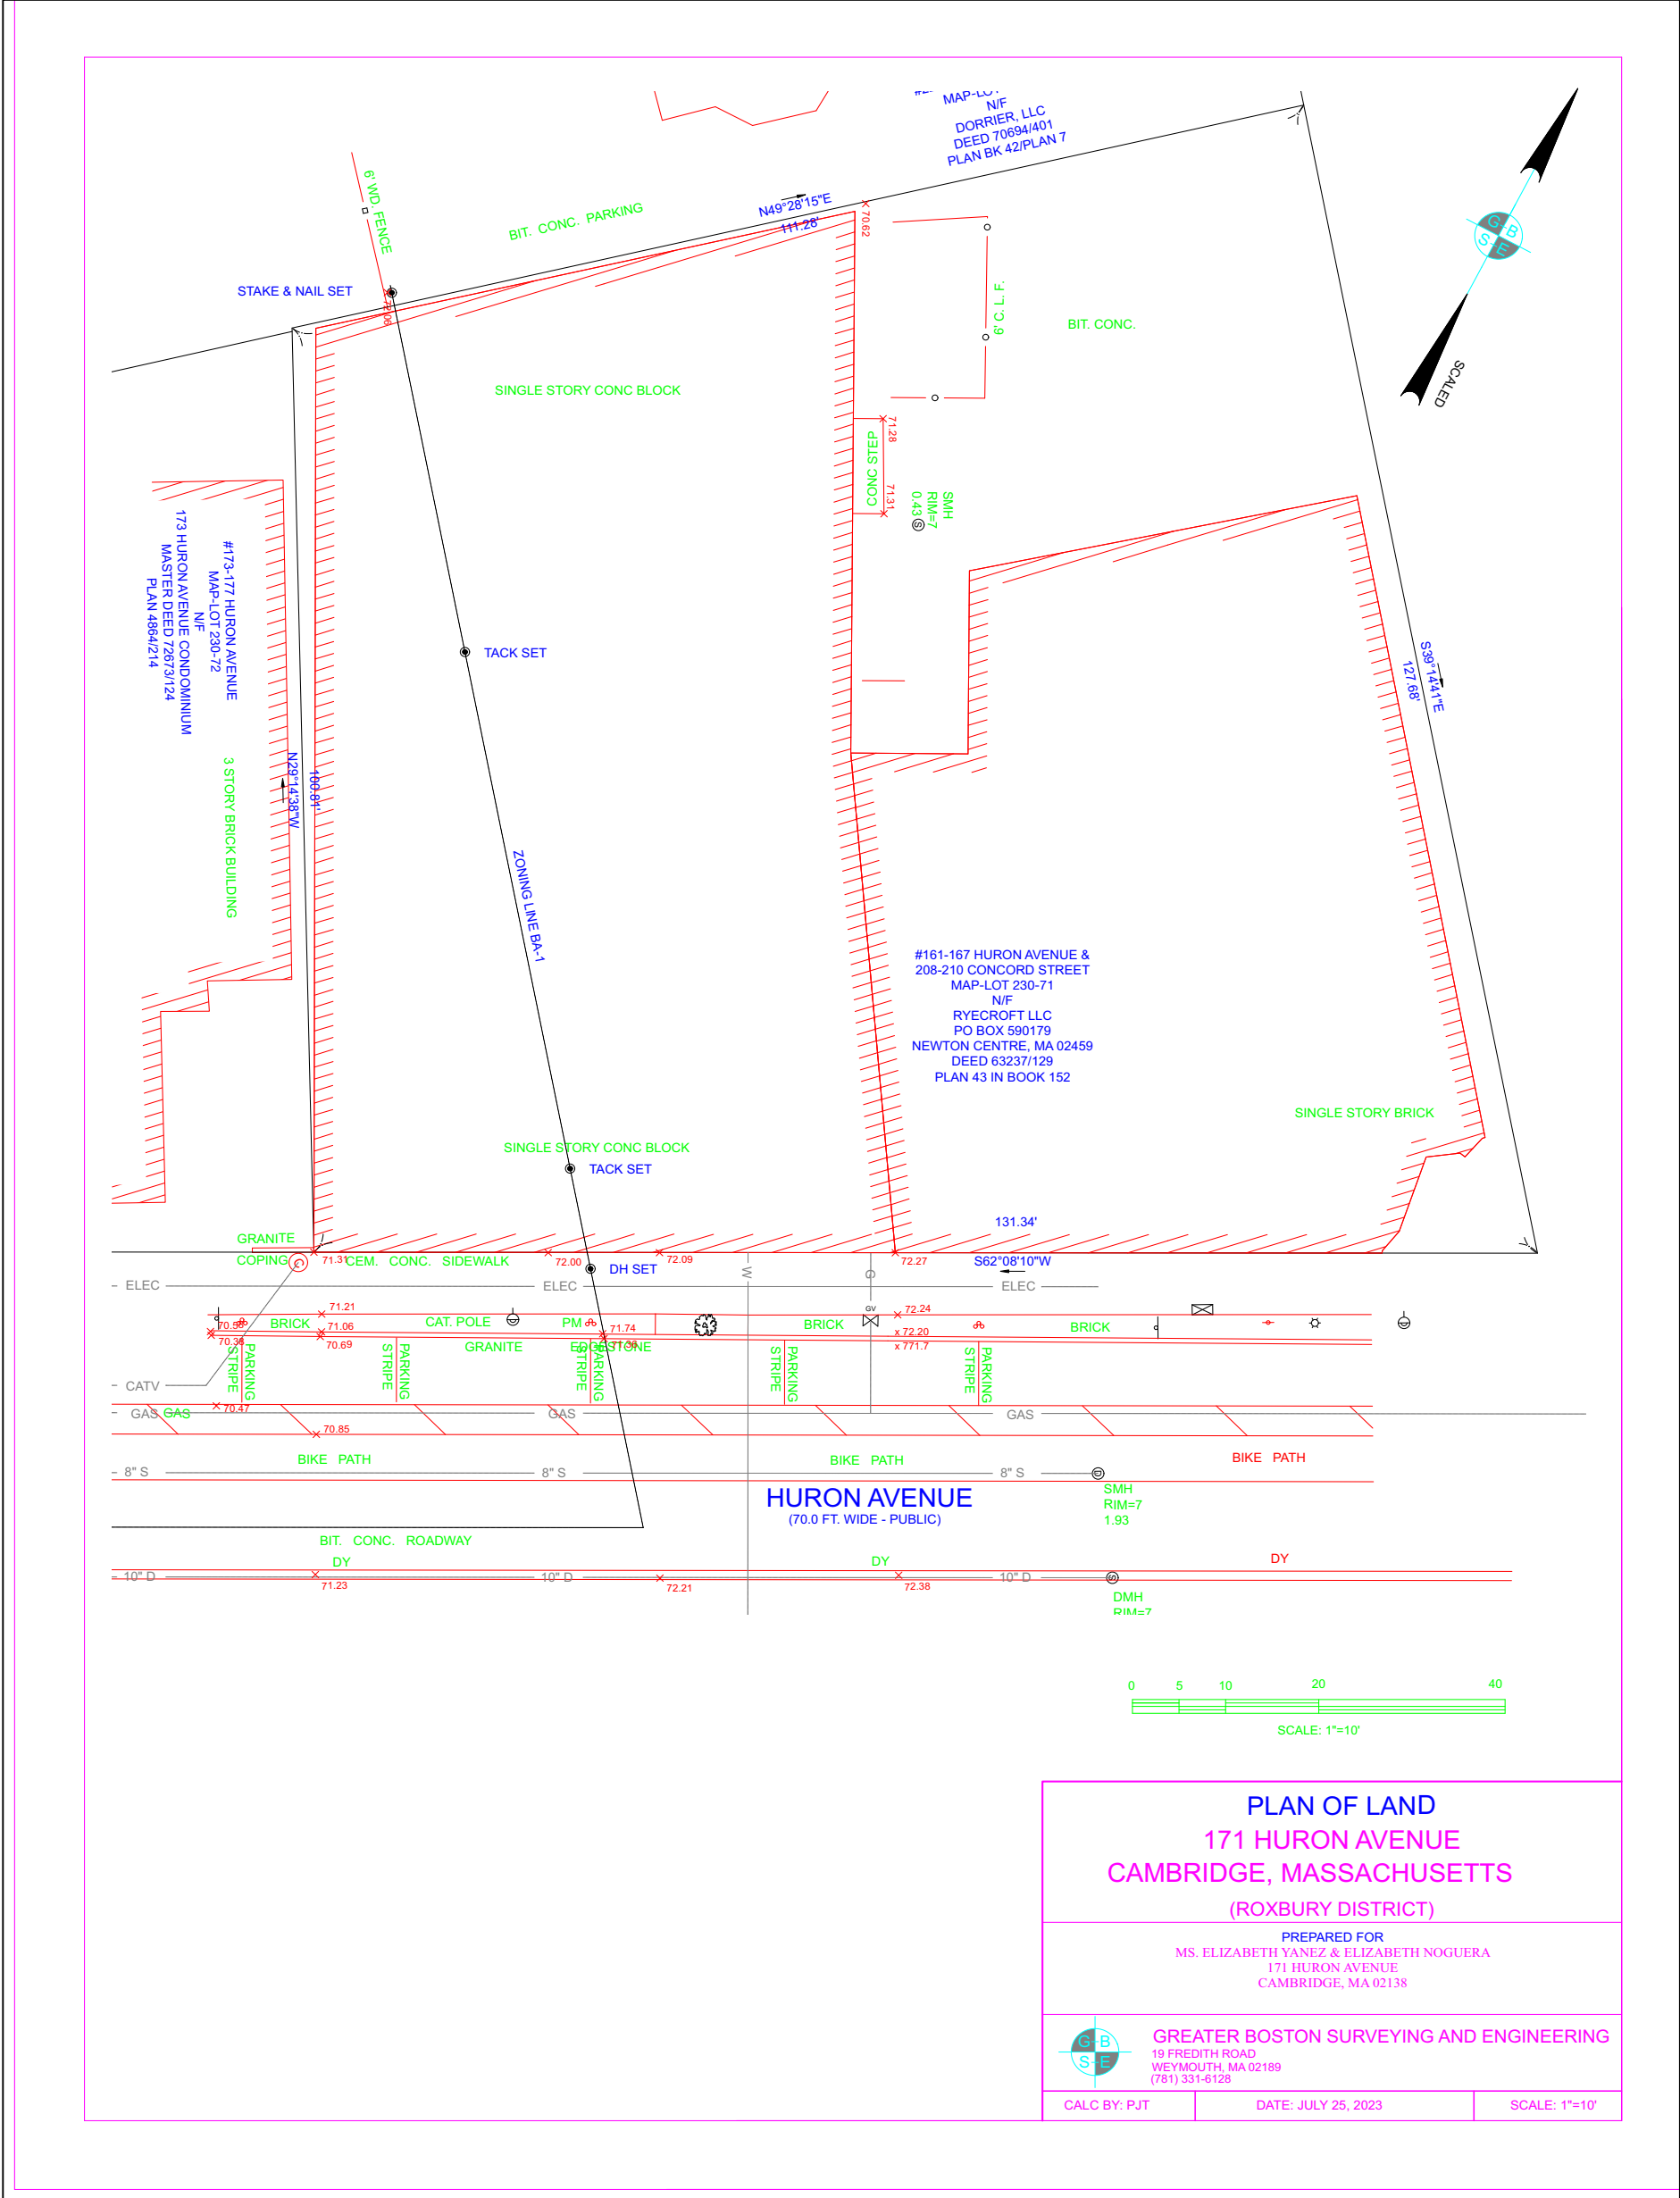 MAP-LOT
N/F
DORRIER, LLC
DEED 70694/401
PLAN BK 42/PLAN 7
6' WD. FENCE
BIT. CONC. PARKING
N49°28'15"E
111.28'
70.62
STAKE & NAIL SET
72.06
6' C. L. F.
BIT. CONC.
G B
S E
SCALED
SINGLE STORY CONC BLOCK
CONC STEP
71.28
71.31
SMH
RIM=7
0.43
S
#173-177 HURON AVENUE
MAP-LOT 230-72
N/F
173 HURON AVENUE CONDOMINIUM
MASTER DEED 72673/124
PLAN 4864/214
TACK SET
S39°14'41"E
127.68'
3 STORY BRICK BUILDING
N29°14'38"W
100.81'
ZONING LINE BA-1
#161-167 HURON AVENUE &
208-210 CONCORD STREET
MAP-LOT 230-71
N/F
RYECROFT LLC
PO BOX 590179
NEWTON CENTRE, MA 02459
DEED 63237/129
PLAN 43 IN BOOK 152
SINGLE STORY BRICK
SINGLE STORY CONC BLOCK
TACK SET
131.34'
GRANITE
COPING
71.31
CEM. CONC. SIDEWALK
72.00
DH SET
72.09
W
G
72.27
S62°08'10"W
ELEC
ELEC
ELEC
71.21
GV
72.24
70.58
BRICK
71.06
CAT. POLE
PM
71.74
BRICK
x 72.20
BRICK
70.38
70.69
GRANITE
EDGESTONE
x 771.7
PARKING
STRIPE
PARKING
STRIPE
PARKING
STRIPE
PARKING
STRIPE
PARKING
STRIPE
CATV
70.47
GAS
GAS
GAS
GAS
70.85
BIKE PATH
BIKE PATH
BIKE PATH
8" S
8" S
8" S
D
SMH
RIM=7
1.93
HURON AVENUE
(70.0 FT. WIDE - PUBLIC)
BIT. CONC. ROADWAY
DY
DY
DY
10" D
10" D
10" D
S
71.23
72.21
72.38
DMH
RIM=7
0 5 10 20 40
SCALE: 1"=10'
PLAN OF LAND
171 HURON AVENUE
CAMBRIDGE, MASSACHUSETTS
(ROXBURY DISTRICT)
PREPARED FOR
MS. ELIZABETH YANEZ & ELIZABETH NOGUERA
171 HURON AVENUE
CAMBRIDGE, MA 02138
G B
S E
GREATER BOSTON SURVEYING AND ENGINEERING
19 FREDITH ROAD
WEYMOUTH, MA 02189
(781) 331-6128
CALC BY: PJT
DATE: JULY 25, 2023
SCALE: 1"=10'